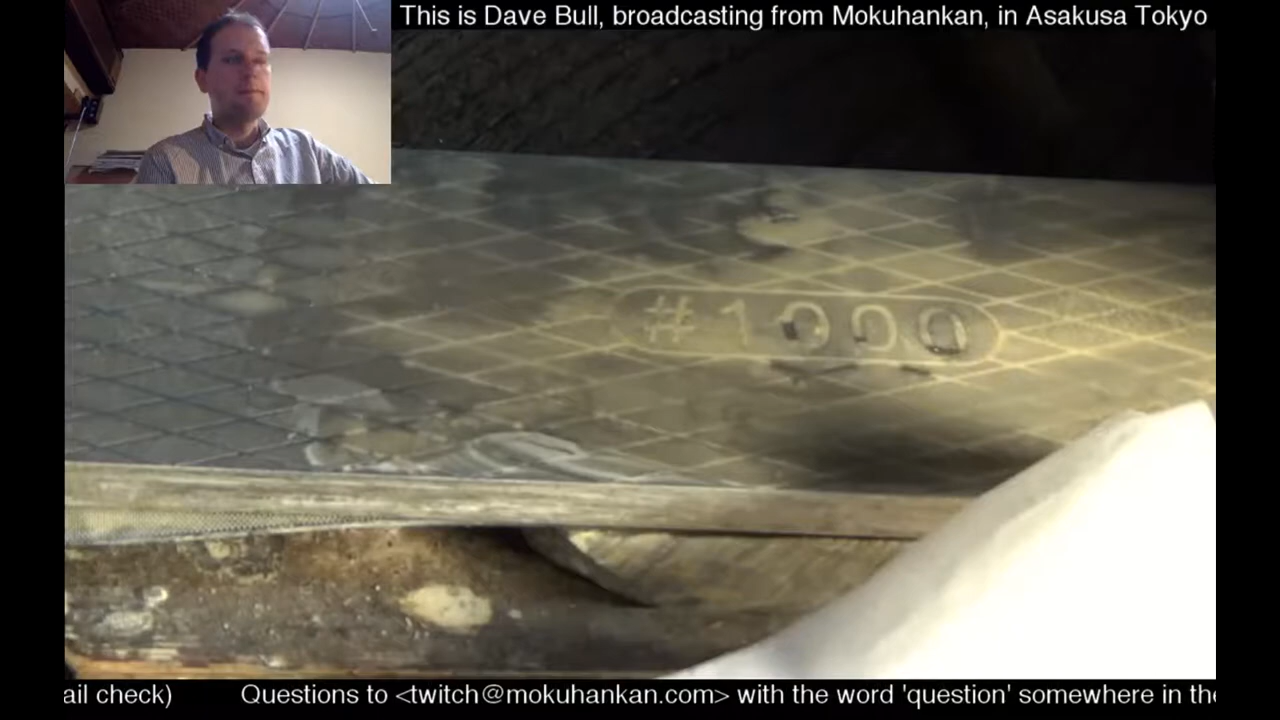 This is Dave Bull, broadcasting from Mokuhankan, in Asakusa Tokyo
#1000
ail check) Questions to <twitch@mokuhankan.com> with the word 'question' somewhere in the